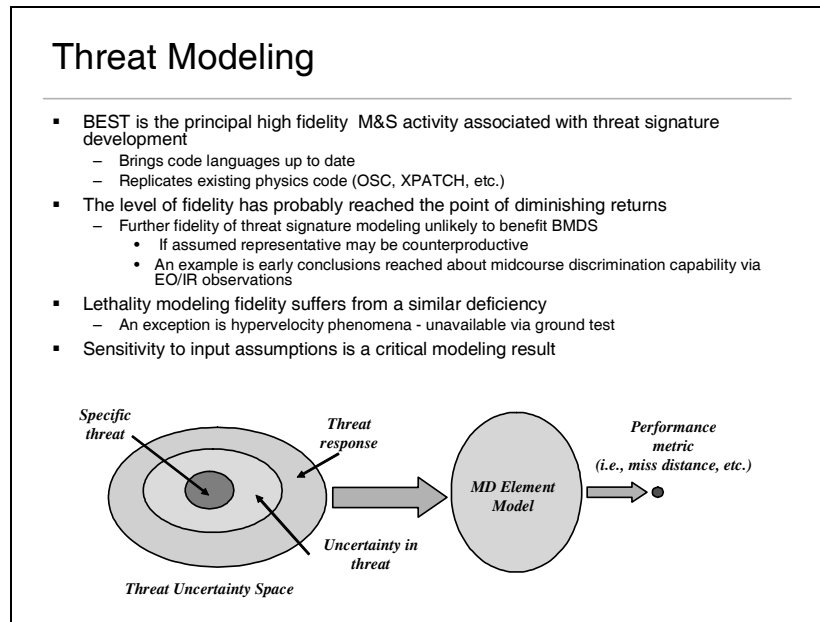 Threat Modeling
▪ BEST is the principal high fidelity M&S activity associated with threat signature
development
– Brings code languages up to date
– Replicates existing physics code (OSC, XPATCH, etc.)
▪ The level of fidelity has probably reached the point of diminishing returns
– Further fidelity of threat signature modeling unlikely to benefit BMDS
• If assumed representative may be counterproductive
• An example is early conclusions reached about midcourse discrimination capability via
EO/IR observations
▪ Lethality modeling fidelity suffers from a similar deficiency
– An exception is hypervelocity phenomena - unavailable via ground test
▪ Sensitivity to input assumptions is a critical modeling result
Specific
threat
Threat
response
Uncertainty in
threat
Threat Uncertainty Space
MD Element
Model
Performance
metric
(i.e., miss distance, etc.)